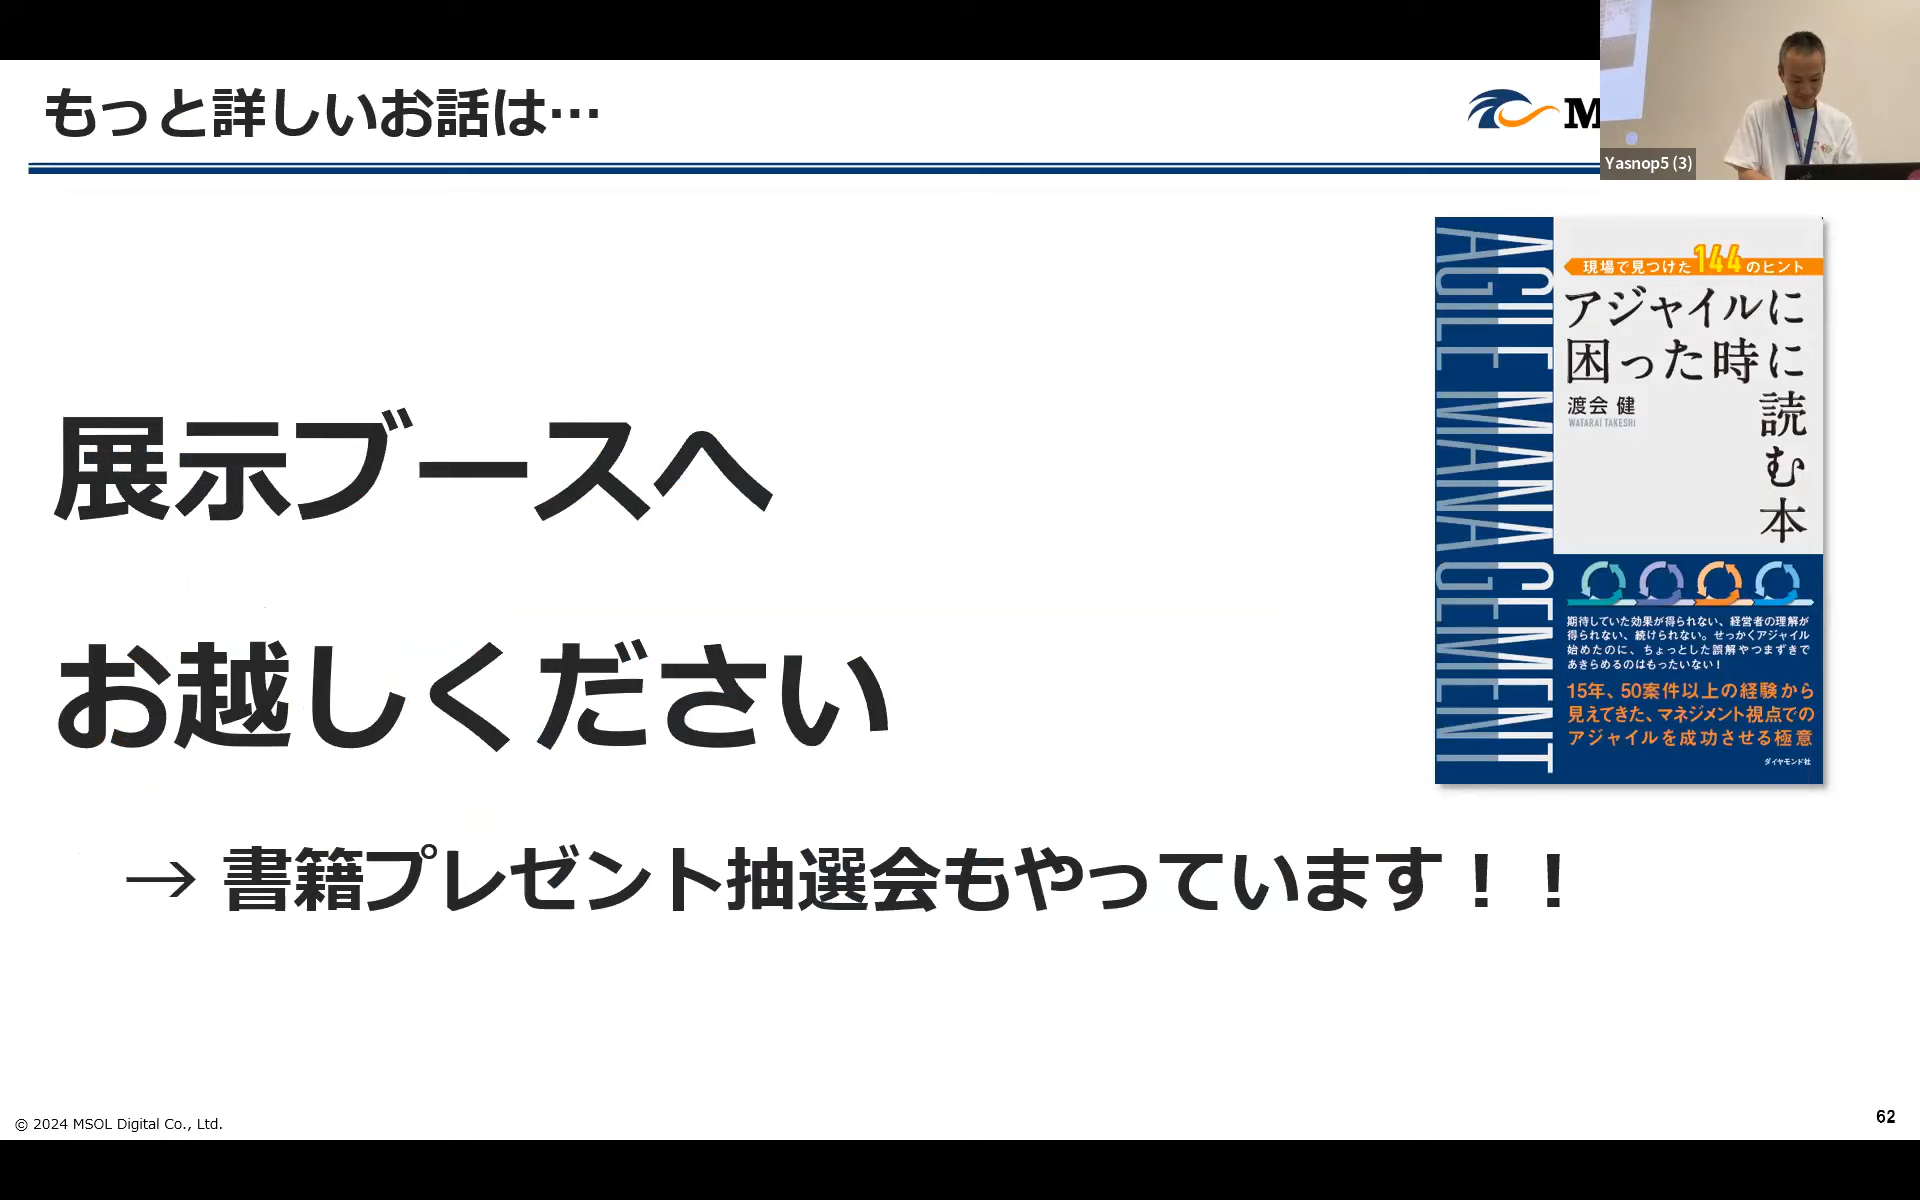 もっと詳しいお話は…
M
Yasnop5 (3)
展示ブースへ
お越しください
→ 書籍プレゼント抽選会もやっています！！
AGILE MANAGEMENT
AGILE MANAGEMENT
現場で見つけた144のヒント
アジャイルに
困った時に
読む本
渡会 健
WATARAI TAKESHI
期待していた効果が得られない、経営者の理解が
得られない、続けられない。せっかくアジャイル
始めたのに、ちょっとした誤解やつまずきで
あきらめるのはもったいない！
15年、50案件以上の経験から
見えてきた、マネジメント視点での
アジャイルを成功させる極意
ダイヤモンド社
© 2024 MSOL Digital Co., Ltd.
62